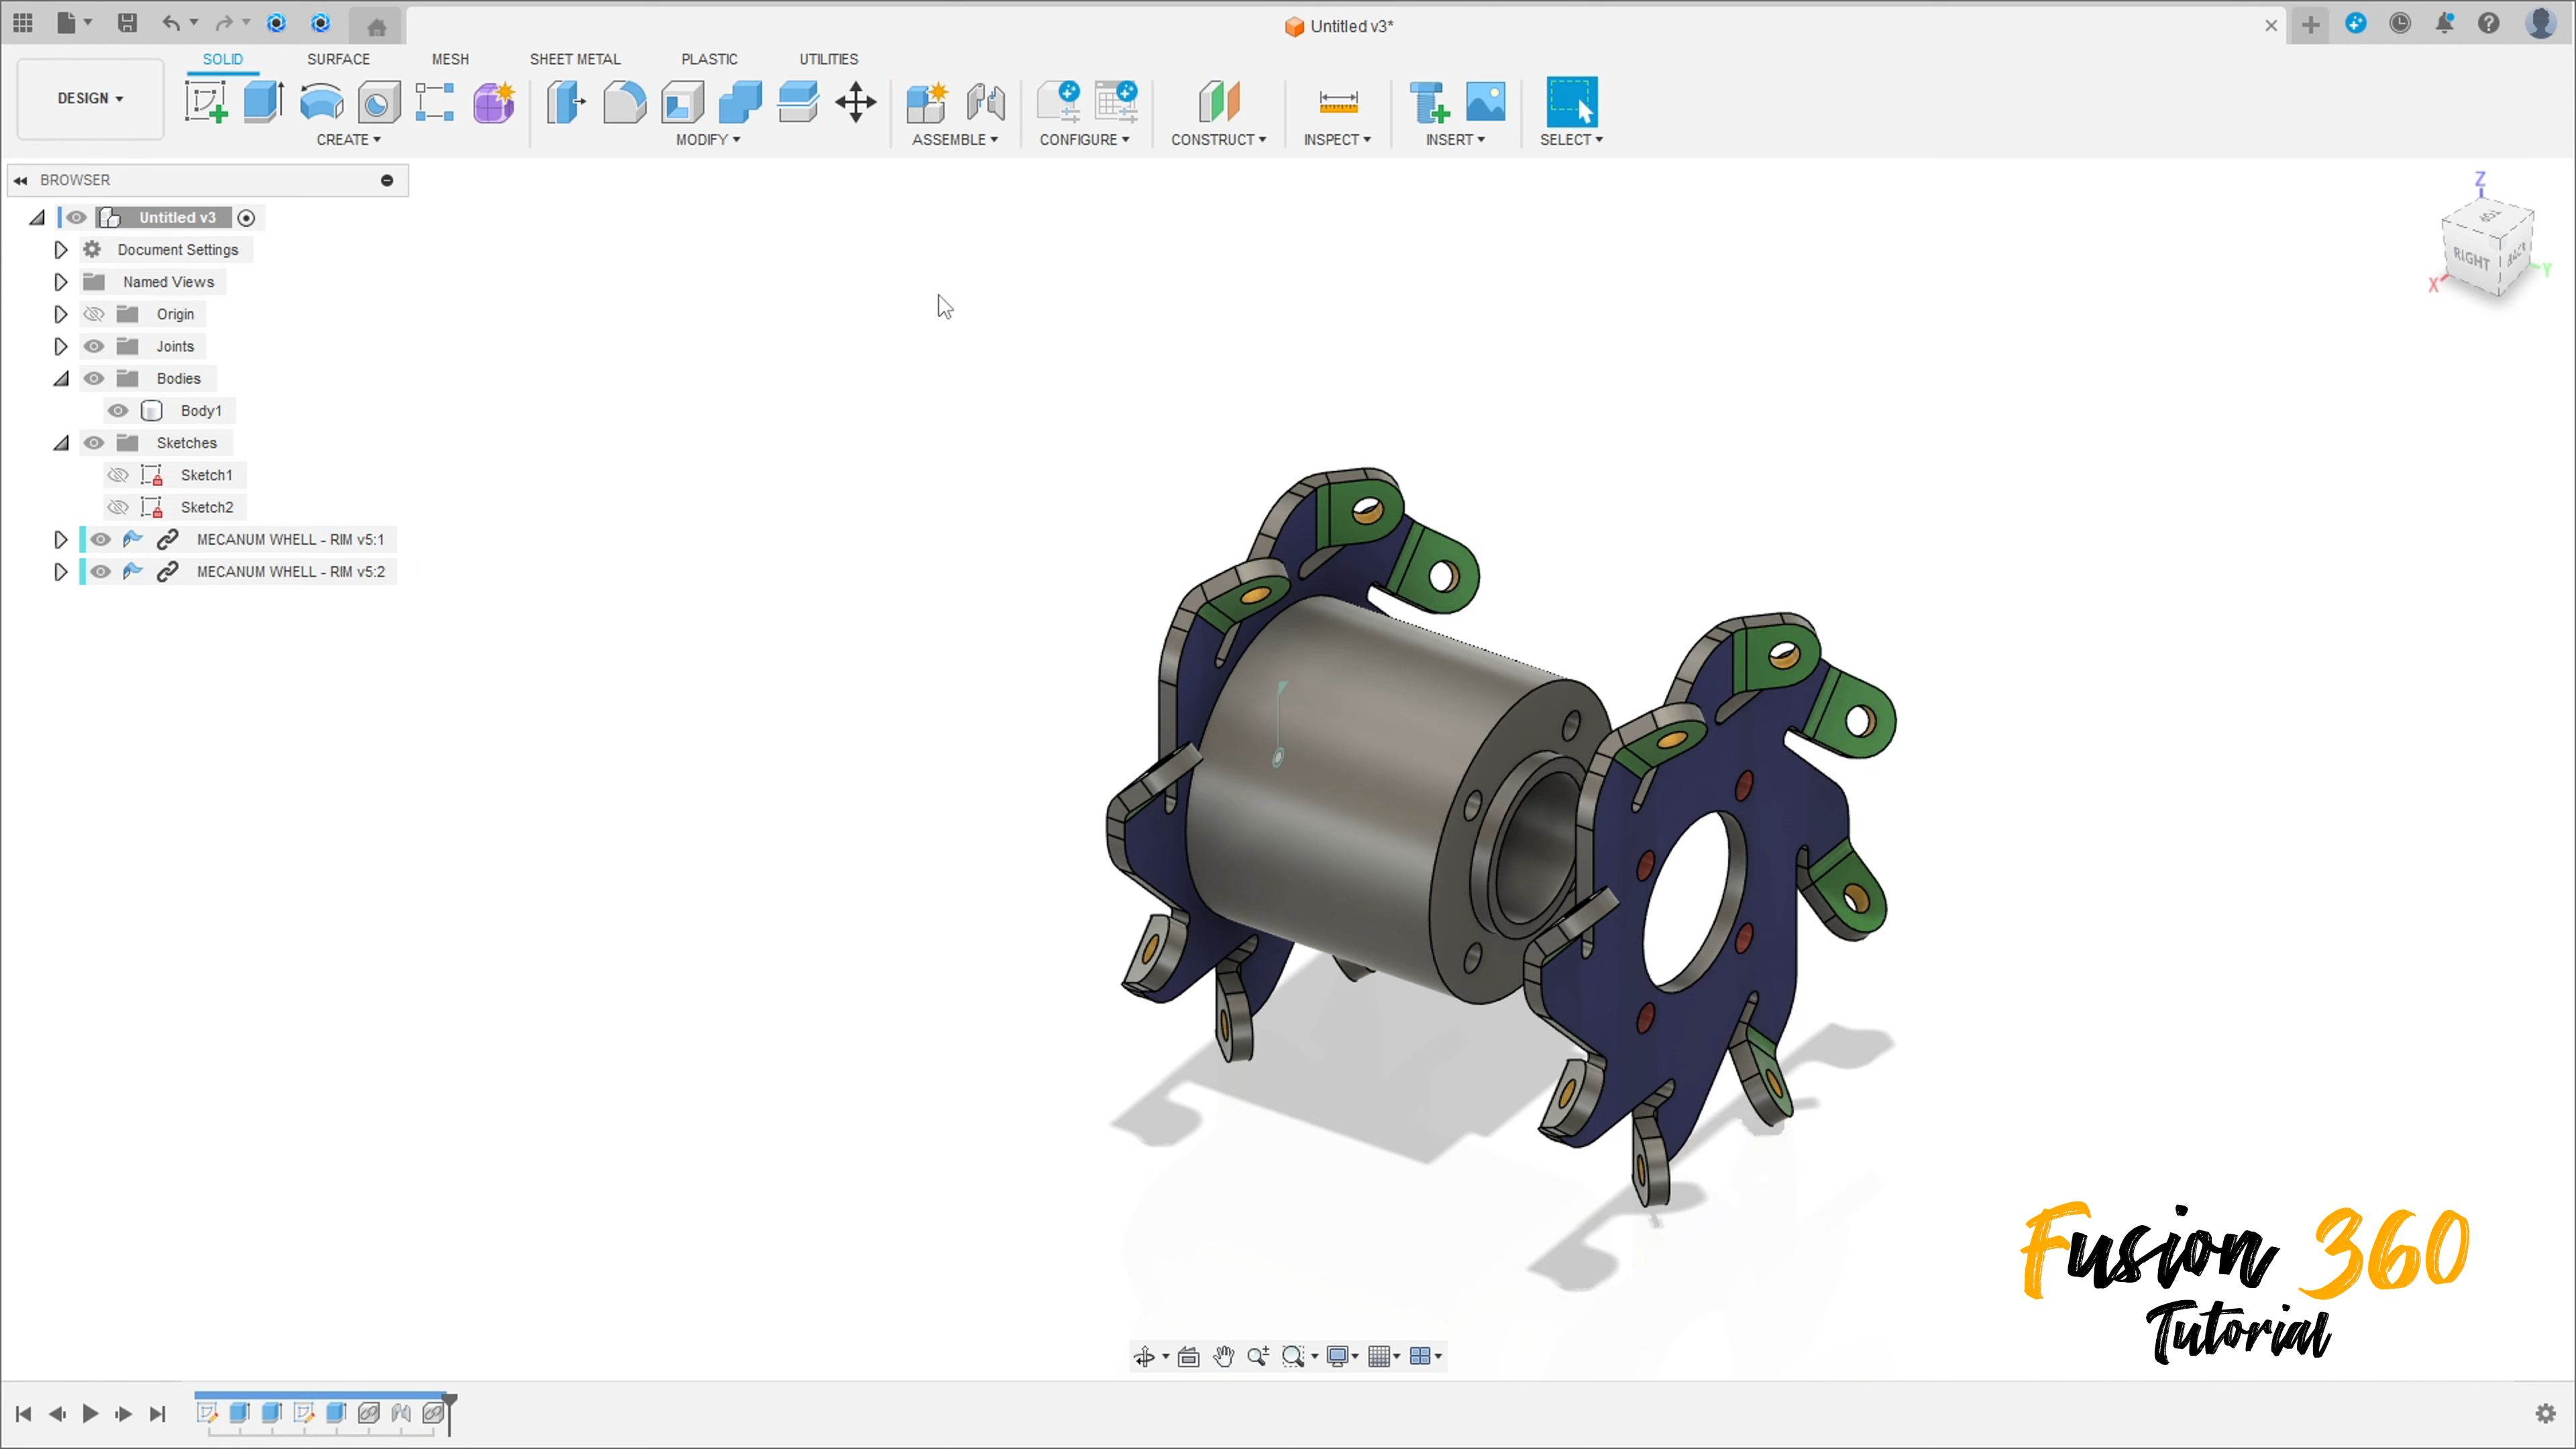 Untitled v3*
SOLID SURFACE MESH SHEET METAL PLASTIC UTILITIES
DESIGN
CREATE MODIFY ASSEMBLE CONFIGURE CONSTRUCT INSPECT INSERT SELECT
BROWSER
Untitled v3
Document Settings
Named Views
Origin
Joints
Bodies
Body1
Sketches
Sketch1
Sketch2
MECANUM WHELL - RIM v5:1
MECANUM WHELL - RIM v5:2
Z
TOP
RIGHT BACK
X Y
Fusion 360
Tutorial